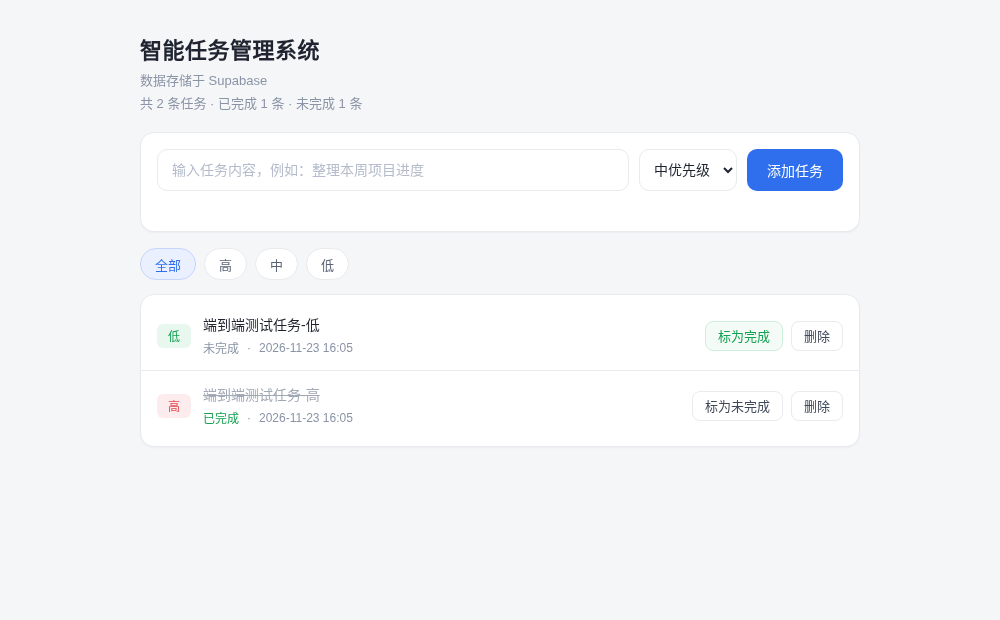 智能任务管理系统
数据存储于 Supabase
共 2 条任务 · 已完成 1 条 · 未完成 1 条
输入任务内容，例如：整理本周项目进度 中优先级 添加任务
全部 高 中 低
低 端到端测试任务-低 标为完成 删除
未完成 · 2026-11-23 16:05
高 端到端测试任务-高 标为未完成 删除
已完成 · 2026-11-23 16:05